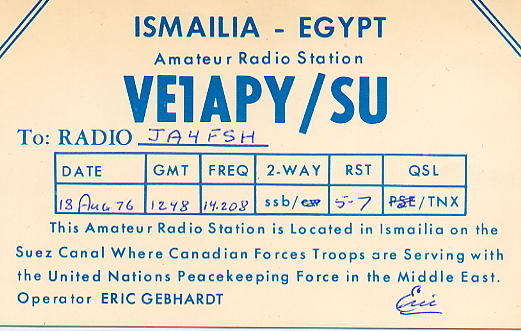 ISMAILIA - EGYPT
Amateur Radio Station
VE1APY/SU
To: RADIO JA4FSH
DATE GMT FREQ 2-WAY RST QSL
18 Aug 76 1248 14.208 ssb/cw 5-7 PSE/TNX
This Amateur Radio Station is Located in Ismailia on the
Suez Canal Where Canadian Forces Troops are Serving with
the United Nations Peacekeeping Force in the Middle East.
Operator ERIC GEBHARDT Eric